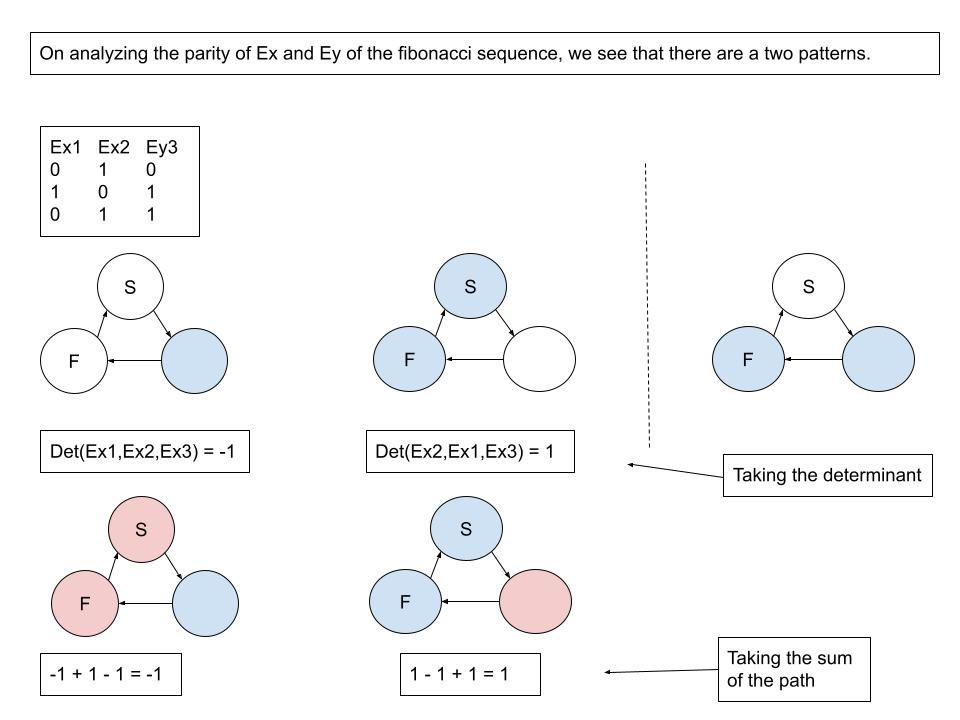 On analyzing the parity of Ex and Ey of the fibonacci sequence, we see that there are a two patterns.
Ex1 Ex2 Ey3
0 1 0
1 0 1
0 1 1
S
F
S
F
S
F
Det(Ex1,Ex2,Ex3) = -1
Det(Ex2,Ex1,Ex3) = 1
Taking the determinant
S
F
S
F
-1 + 1 - 1 = -1
1 - 1 + 1 = 1
Taking the sum
of the path